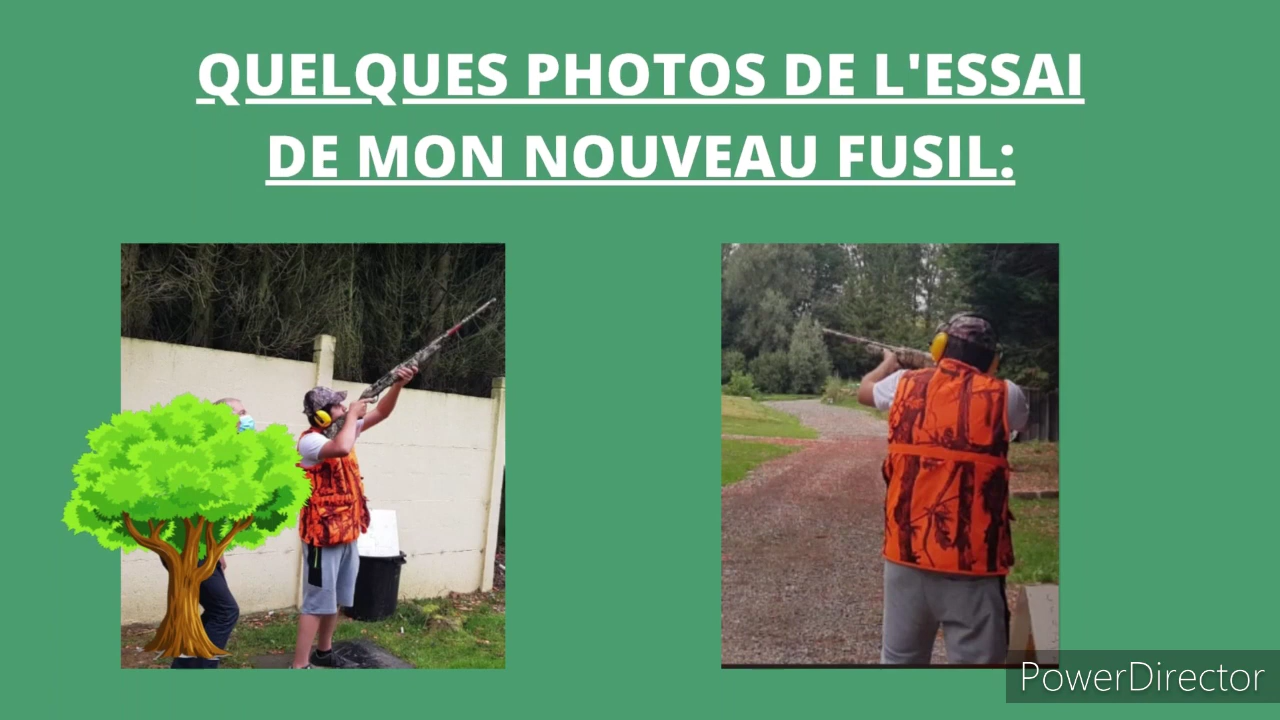 QUELQUES PHOTOS DE L'ESSAI
DE MON NOUVEAU FUSIL:
PowerDirector